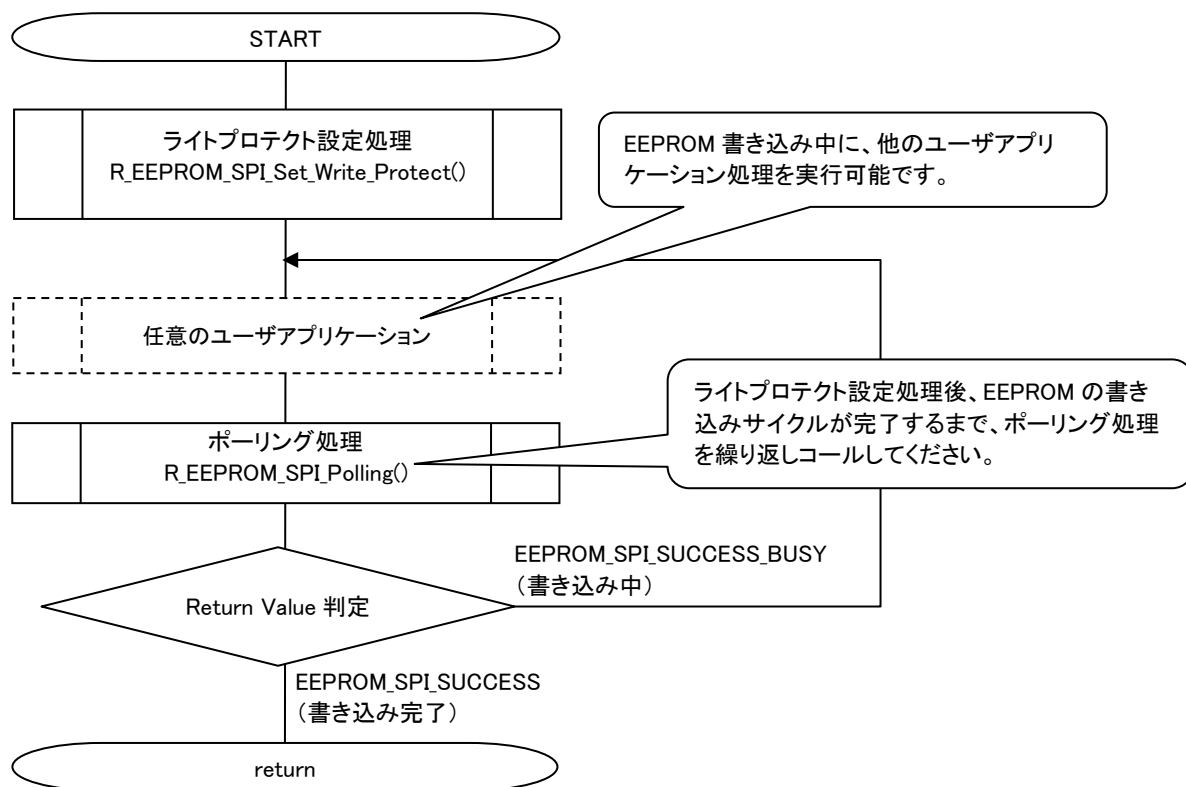 START
ライトプロテクト設定処理
R_EEPROM_SPI_Set_Write_Protect()
EEPROM 書き込み中に、他のユーザアプリ
ケーション処理を実行可能です。
任意のユーザアプリケーション
ライトプロテクト設定処理後、EEPROM の書き
込みサイクルが完了するまで、ポーリング処理
を繰り返しコールしてください。
ポーリング処理
R_EEPROM_SPI_Polling()
EEPROM_SPI_SUCCESS_BUSY
（書き込み中）
Return Value 判定
EEPROM_SPI_SUCCESS
（書き込み完了）
return